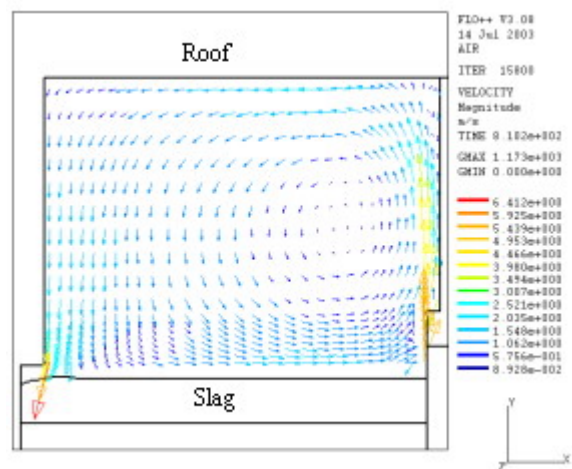 Roof
Slag
FLO++ V3.08
14 Jul 2003
AIR
ITER 15800
VELOCITY
Magnitude
m/s
TIME 8.102e+002
GMAX 1.173e+003
GMIN 0.000e+000
6.412e+000
5.925e+000
5.439e+000
4.953e+000
4.466e+000
3.980e+000
3.494e+000
3.007e+000
2.521e+000
2.035e+000
1.548e+000
1.062e+000
5.756e-001
8.928e-002
Y
X
Z